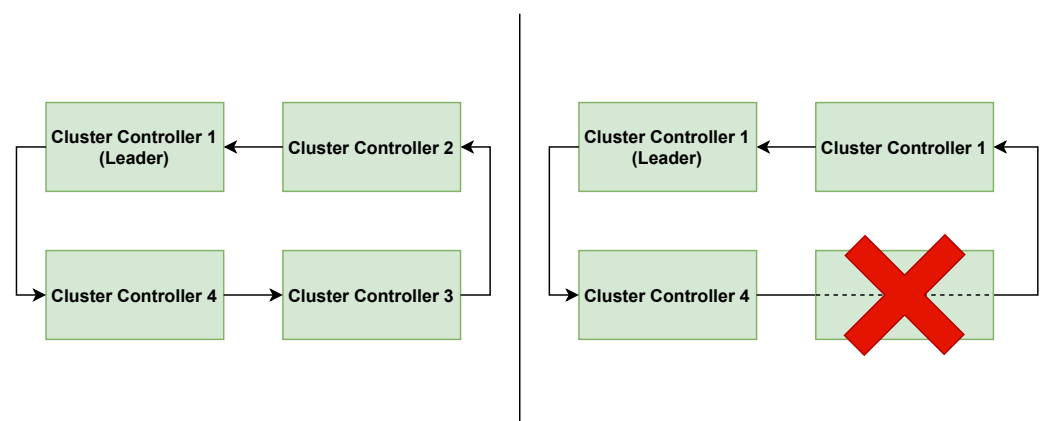 Cluster Controller 1
(Leader)
Cluster Controller 2
Cluster Controller 4
Cluster Controller 3
Cluster Controller 1
(Leader)
Cluster Controller 1
Cluster Controller 4